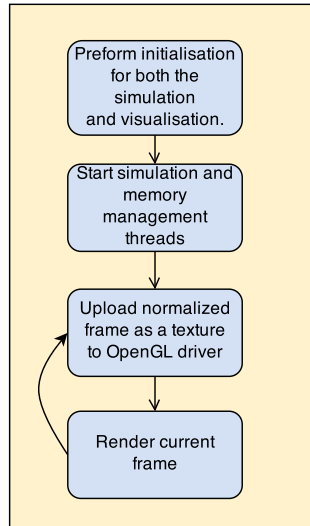 Preform initialisation
for both the
simulation
and visualisation.
Start simulation and
memory
management
threads
Upload normalized
frame as a texture
to OpenGL driver
Render current
frame